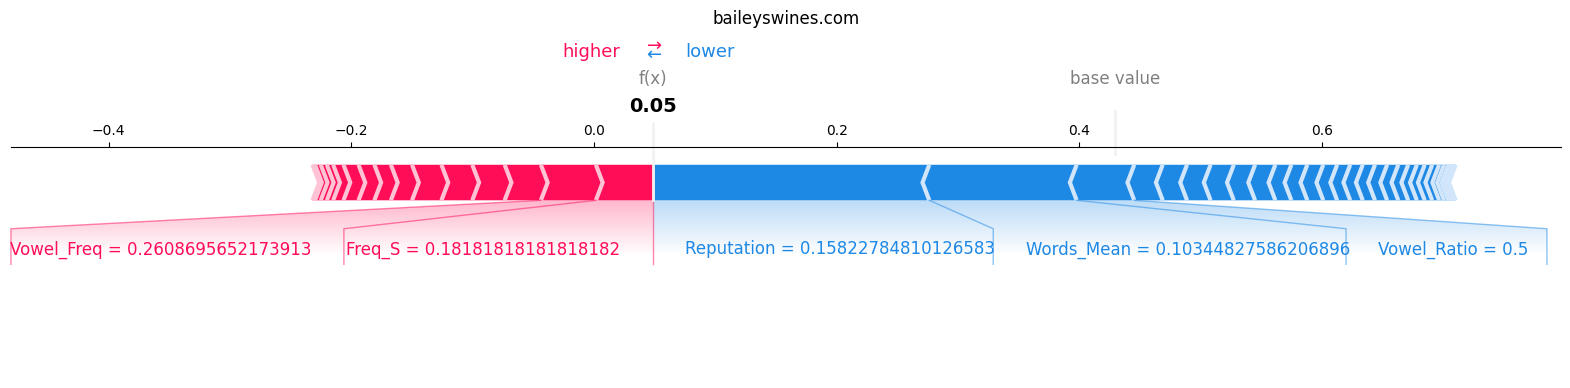 baileyswines.com
higher ⇄ lower
f(x) base value
0.05
−0.4 −0.2 0.0 0.2 0.4 0.6
Vowel_Freq = 0.2608695652173913 Freq_S = 0.18181818181818182 Reputation = 0.15822784810126583 Words_Mean = 0.10344827586206896 Vowel_Ratio = 0.5